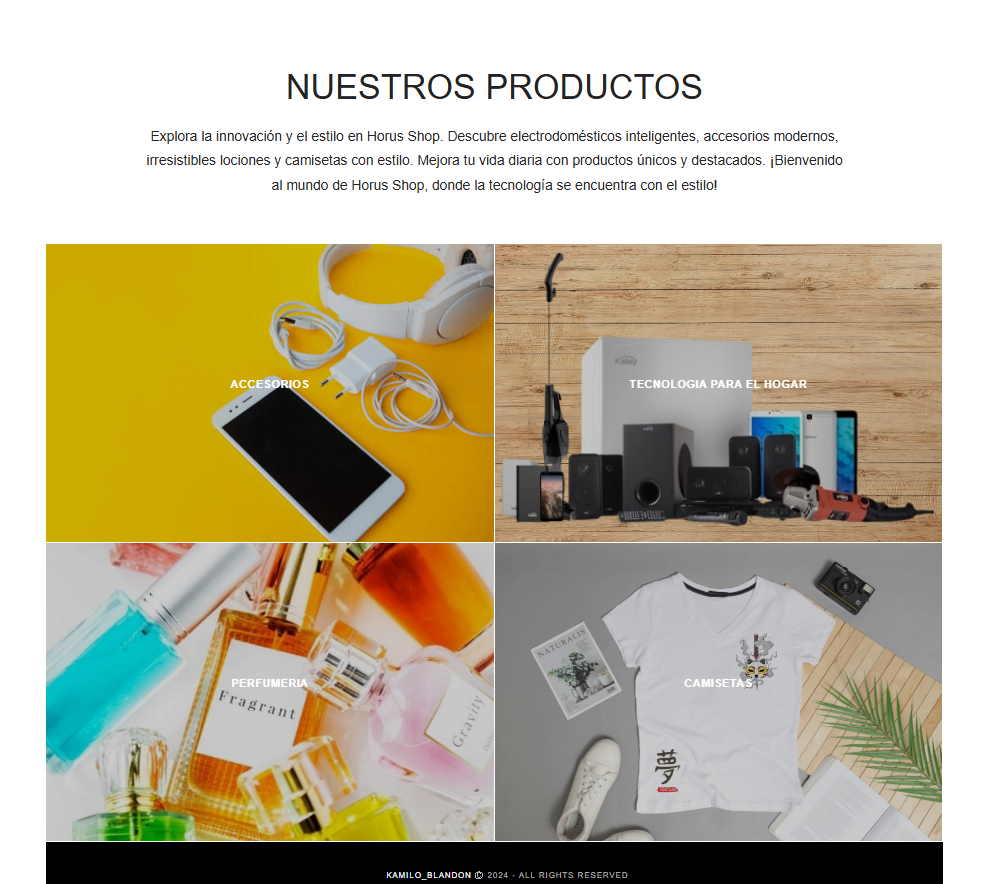 NUESTROS PRODUCTOS
Explora la innovación y el estilo en Horus Shop. Descubre electrodomésticos inteligentes, accesorios modernos,
irresistibles lociones y camisetas con estilo. Mejora tu vida diaria con productos únicos y destacados. ¡Bienvenido
al mundo de Horus Shop, donde la tecnología se encuentra con el estilo!
ACCESORIOS
Kalley
TECNOLOGIA PARA EL HOGAR
PERFUMERIA
Fragrant
Gravity
NATURALIS
CAMISETAS
夢
KAMILO_BLANDON © 2024 - ALL RIGHTS RESERVED